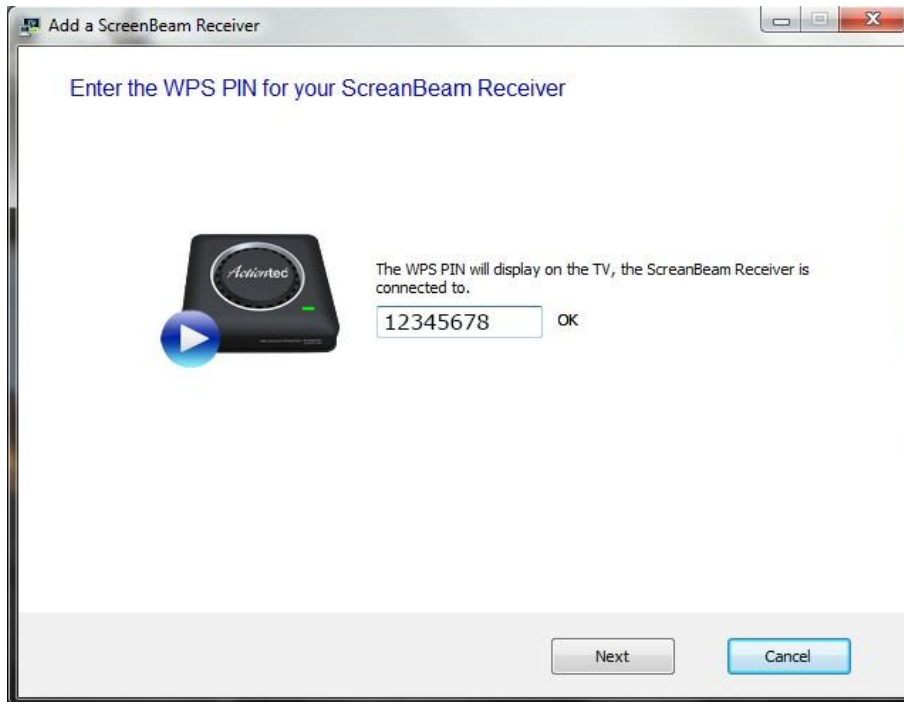 Add a ScreenBeam Receiver
Enter the WPS PIN for your ScreanBeam Receiver
Actiontec
The WPS PIN will display on the TV, the ScreanBeam Receiver is
connected to.
12345678 OK
Next Cancel